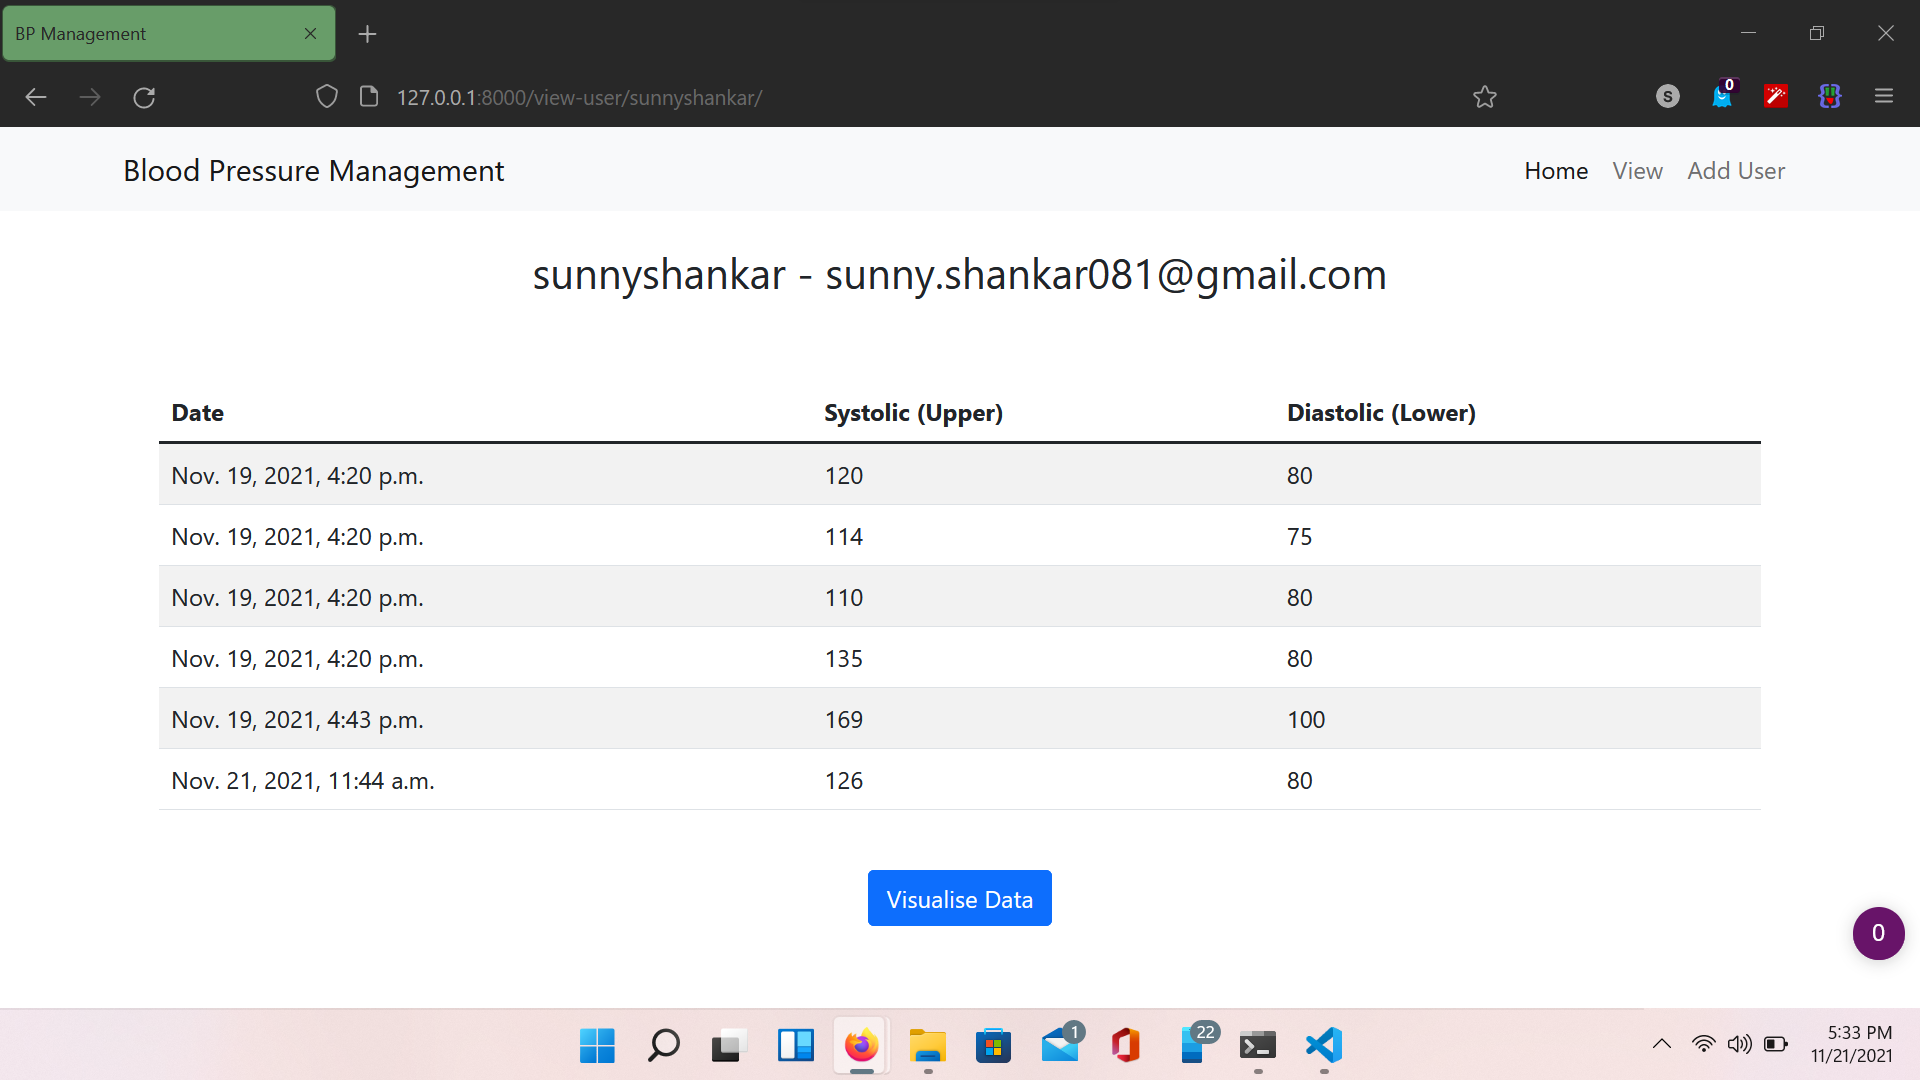 BP Management
0
127.0.0.1:8000/view-user/sunnyshankar/
S
Blood Pressure Management
Home View Add User
sunnyshankar - sunny.shankar081@gmail.com
Date Systolic (Upper) Diastolic (Lower)
Nov. 19, 2021, 4:20 p.m. 120 80
Nov. 19, 2021, 4:20 p.m. 114 75
Nov. 19, 2021, 4:20 p.m. 110 80
Nov. 19, 2021, 4:20 p.m. 135 80
Nov. 19, 2021, 4:43 p.m. 169 100
Nov. 21, 2021, 11:44 a.m. 126 80
Visualise Data
0
1
22
5:33 PM
11/21/2021